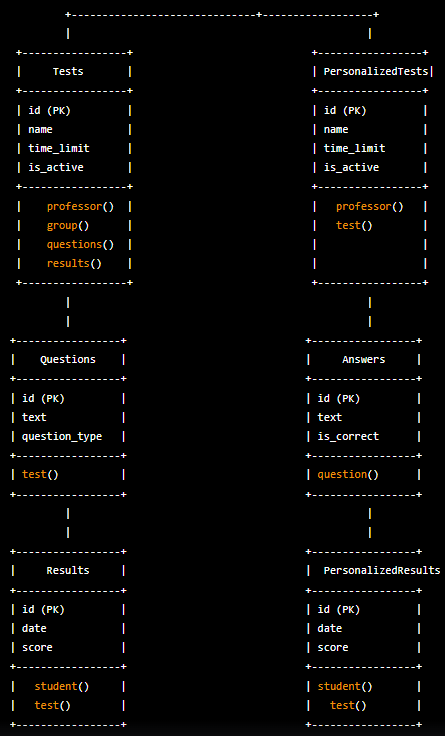 Tests
id (PK)
name
time_limit
is_active
professor()
group()
questions()
results()
PersonalizedTests
id (PK)
name
time_limit
is_active
professor()
test()
Questions
id (PK)
text
question_type
test()
Answers
id (PK)
text
is_correct
question()
Results
id (PK)
date
score
student()
test()
PersonalizedResults
id (PK)
date
score
student()
test()